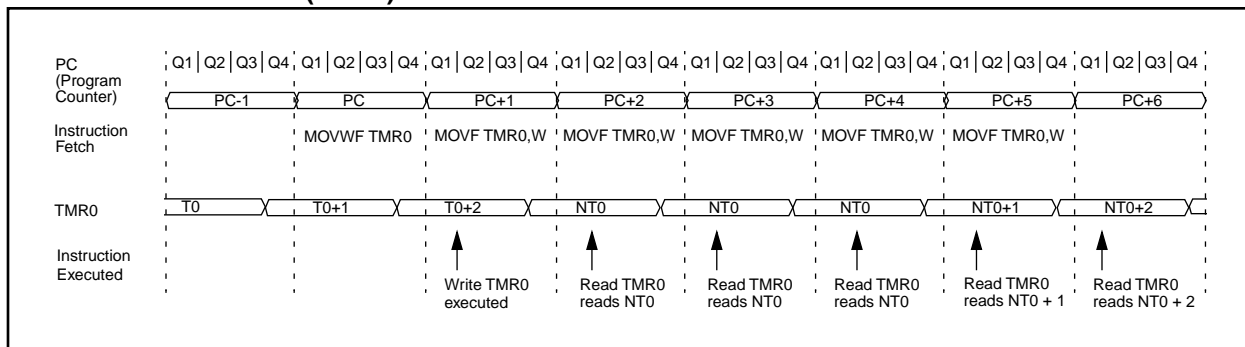 PC
(Program
Counter)
Q1 Q2 Q3 Q4 Q1 Q2 Q3 Q4 Q1 Q2 Q3 Q4 Q1 Q2 Q3 Q4 Q1 Q2 Q3 Q4 Q1 Q2 Q3 Q4 Q1 Q2 Q3 Q4 Q1 Q2 Q3 Q4
PC-1 PC PC+1 PC+2 PC+3 PC+4 PC+5 PC+6
Instruction
Fetch
MOVWF TMR0 MOVF TMR0,W MOVF TMR0,W MOVF TMR0,W MOVF TMR0,W MOVF TMR0,W
TMR0
T0 T0+1 T0+2 NT0 NT0 NT0 NT0+1 NT0+2
Instruction
Executed
Write TMR0
executed
Read TMR0
reads NT0
Read TMR0
reads NT0
Read TMR0
reads NT0
Read TMR0
reads NT0 + 1
Read TMR0
reads NT0 + 2